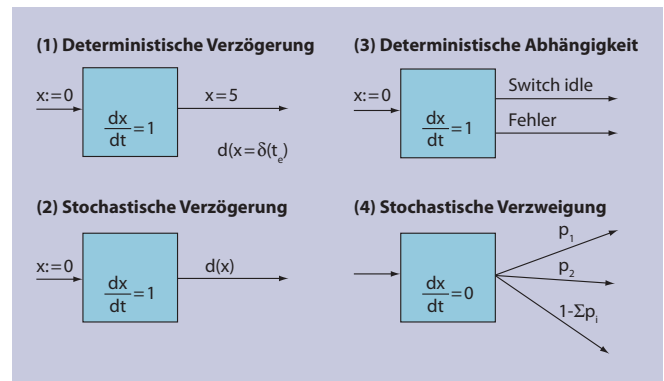 (1) Deterministische Verzögerung
x:=0
dx
dt
=1
x=5
d(x=δ(tₑ)
(3) Deterministische Abhängigkeit
x:=0
dx
dt
=1
Switch idle
Fehler
(2) Stochastische Verzögerung
x:=0
dx
dt
=1
d(x)
(4) Stochastische Verzweigung
dx
dt
=0
p₁
p₂
1-Σpᵢ